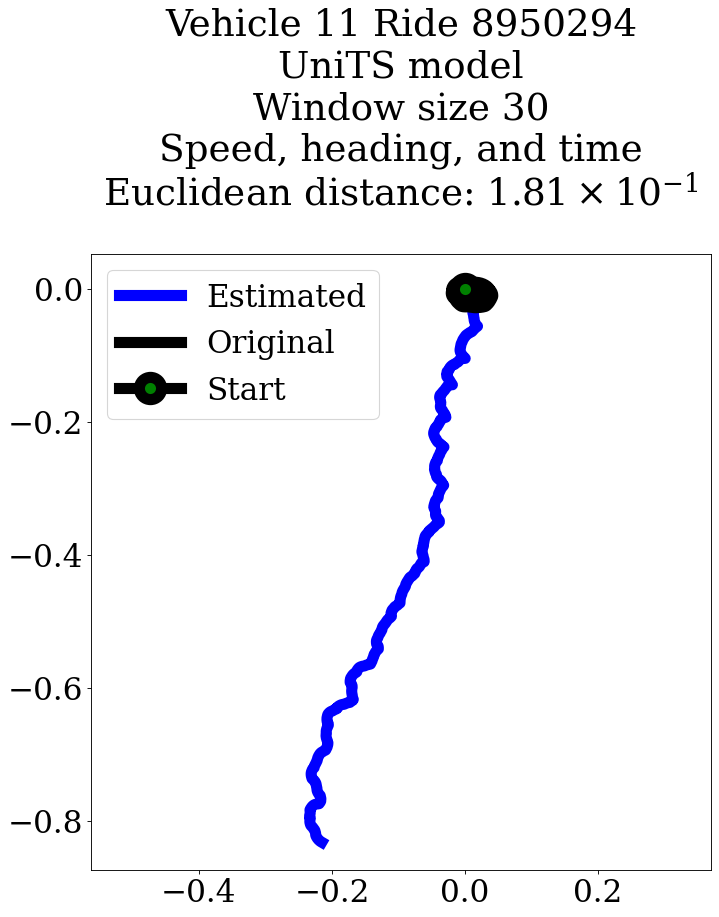 Vehicle 11 Ride 8950294
UniTS model
Window size 30
Speed, heading, and time
Euclidean distance: 1.81 × 10⁻¹
Estimated
Original
Start
0.0
−0.2
−0.4
−0.6
−0.8
−0.4 −0.2 0.0 0.2